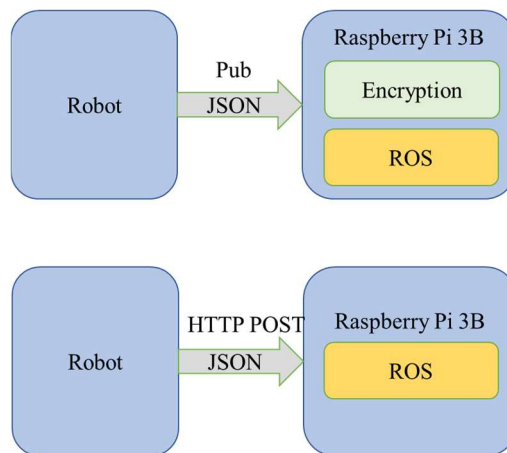 Raspberry Pi 3B
Pub
Encryption
Robot
JSON
ROS
HTTP POST
Raspberry Pi 3B
Robot
JSON
ROS